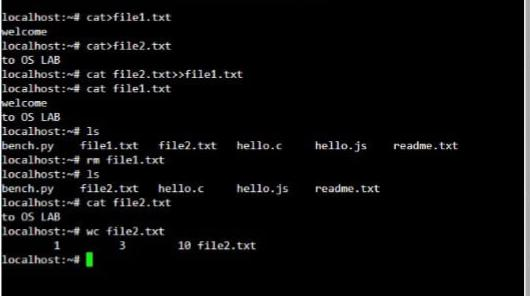 localhost:~# cat>file1.txt
welcome
localhost:~# cat>file2.txt
to OS LAB
localhost:~# cat file2.txt>>file1.txt
localhost:~# cat file1.txt
welcome
to OS LAB
localhost:~# ls
bench.py file1.txt file2.txt hello.c hello.js readme.txt
localhost:~# rm file1.txt
localhost:~# ls
bench.py file2.txt hello.c hello.js readme.txt
localhost:~# cat file2.txt
to OS LAB
localhost:~# wc file2.txt
1 3 10 file2.txt
localhost:~#